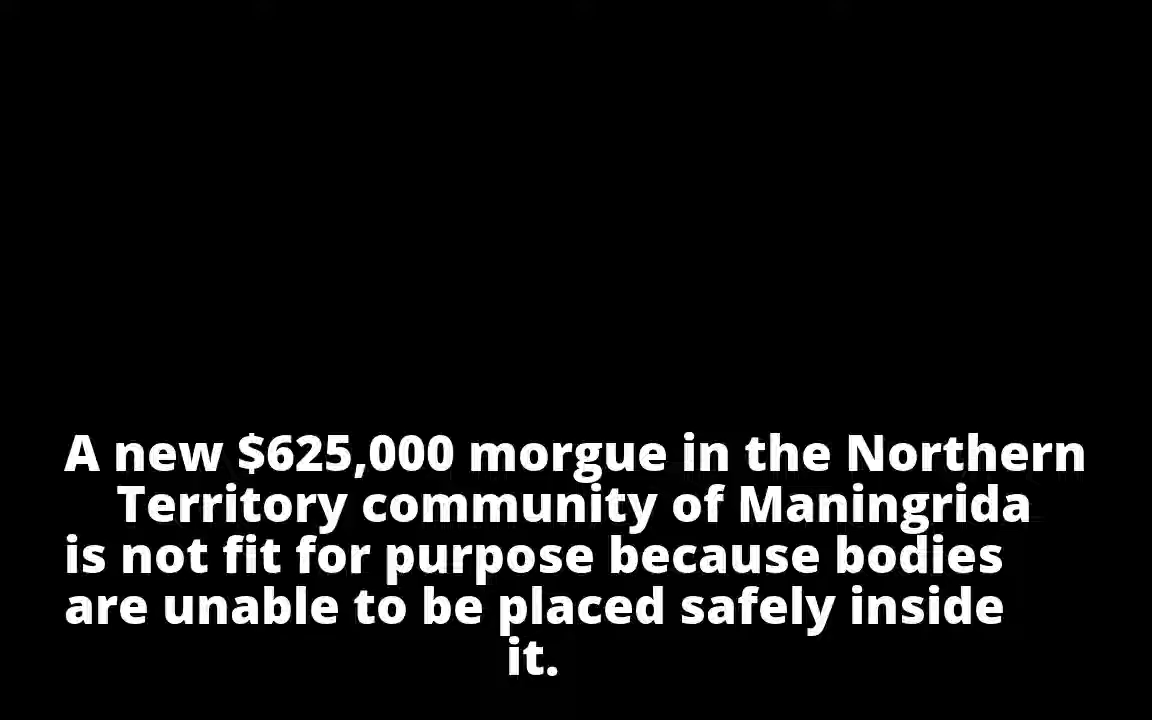 A new $625,000 morgue in the Northern
Territory community of Maningrida
is not fit for purpose because bodies
are unable to be placed safely inside
it.